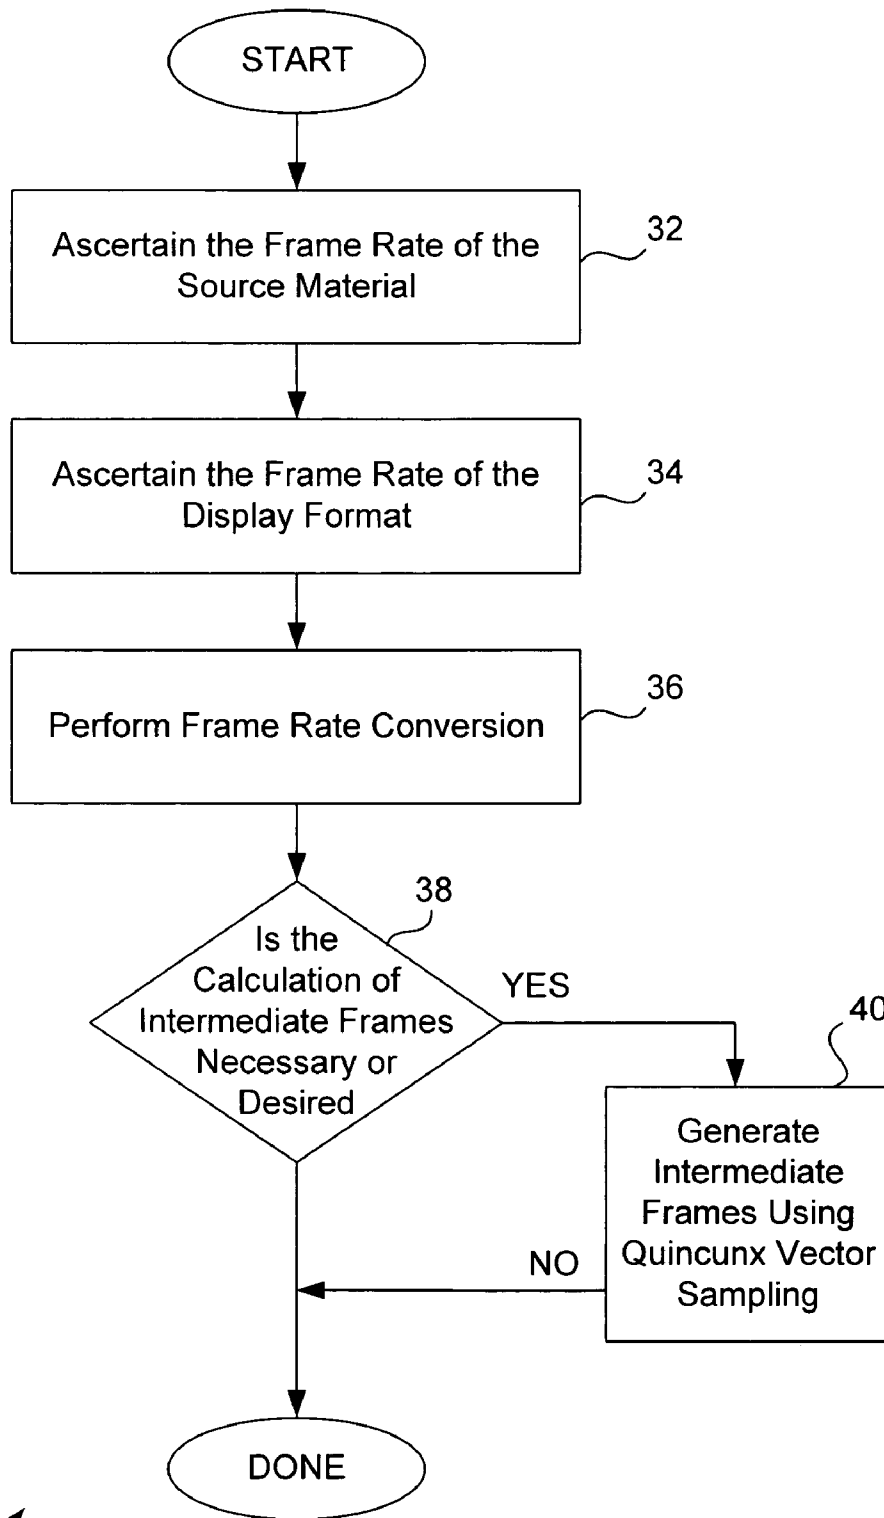 START
Ascertain the Frame Rate of the
Source Material
32
Ascertain the Frame Rate of the
Display Format
34
Perform Frame Rate Conversion
36
38
Is the
Calculation of
Intermediate Frames
Necessary or
Desired
YES
40
Generate
Intermediate
Frames Using
Quincunx Vector
Sampling
NO
DONE